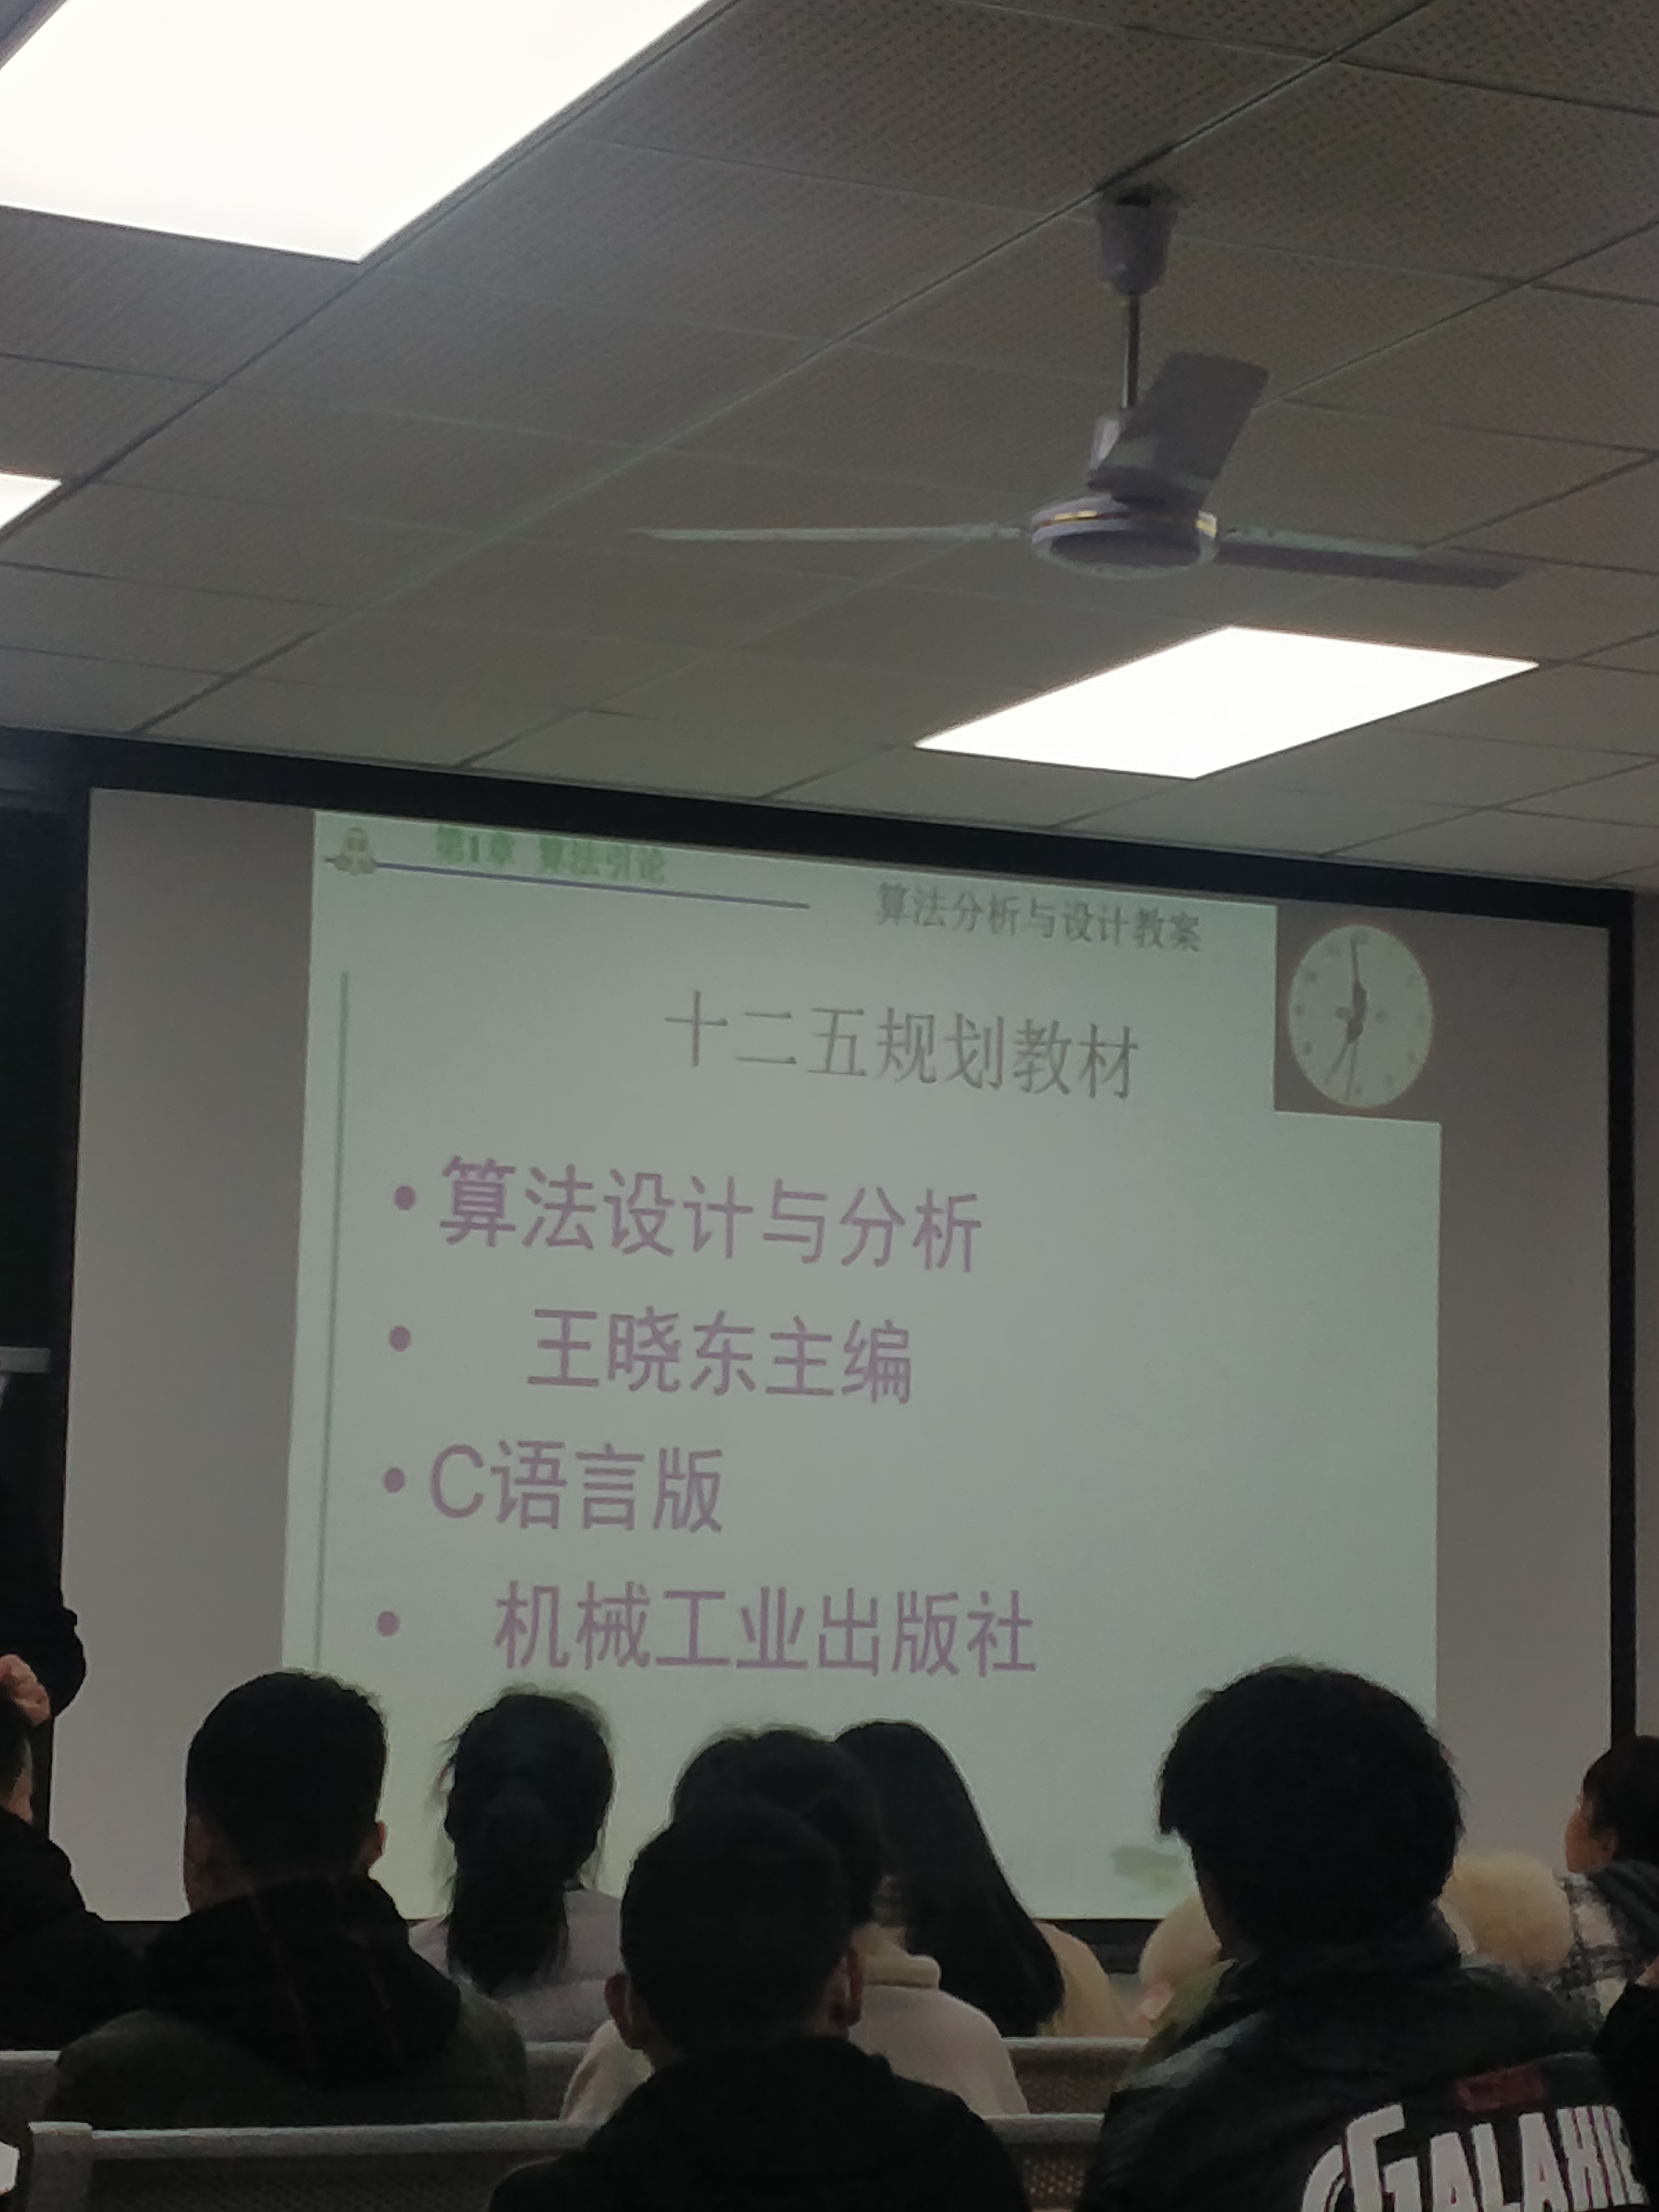 第1章 算法引论
算法分析与设计教案
十二五规划教材
• 算法设计与分析
• 王晓东主编
• C语言版
• 机械工业出版社